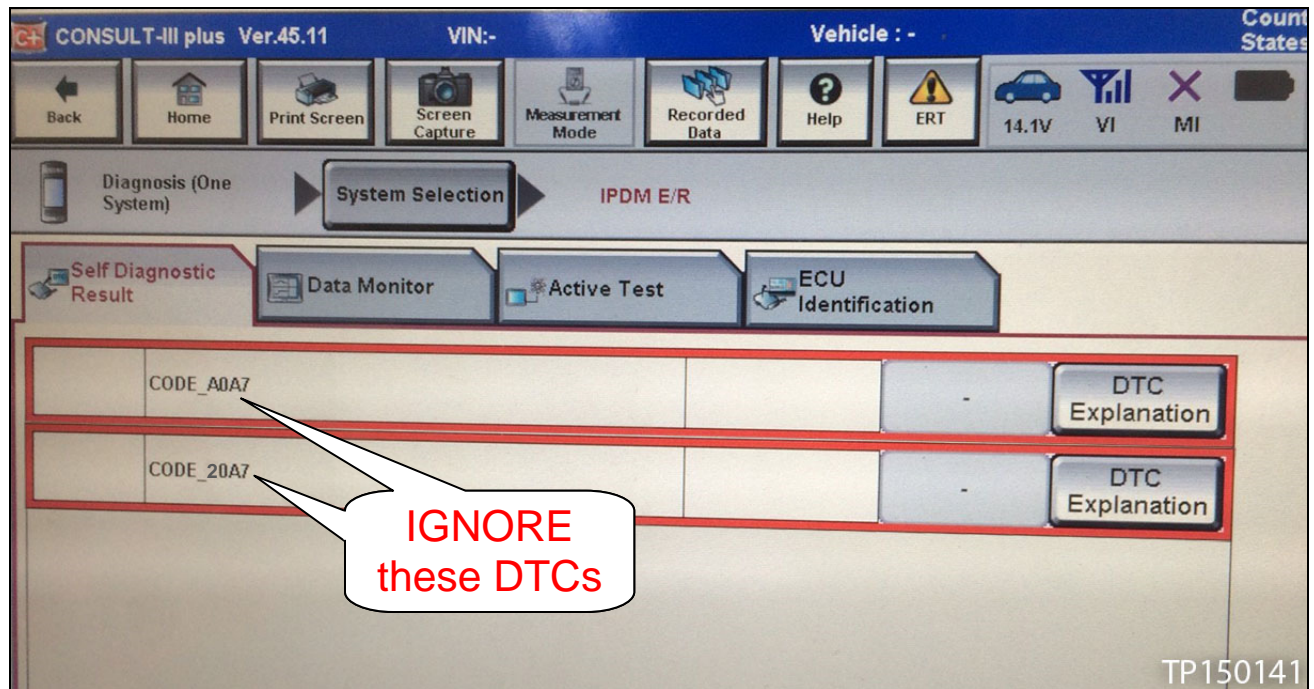 C+ CONSULT-III plus Ver.45.11 VIN:- Vehicle : -
States
Back Home Print Screen Screen Capture Measurement Mode Recorded Data Help ERT 14.1V VI MI
Diagnosis (One System) System Selection IPDM E/R
Self Diagnostic Result Data Monitor Active Test ECU Identification
CODE_A0A7 - DTC Explanation
CODE_20A7 - DTC Explanation
IGNORE
these DTCs
TP150141